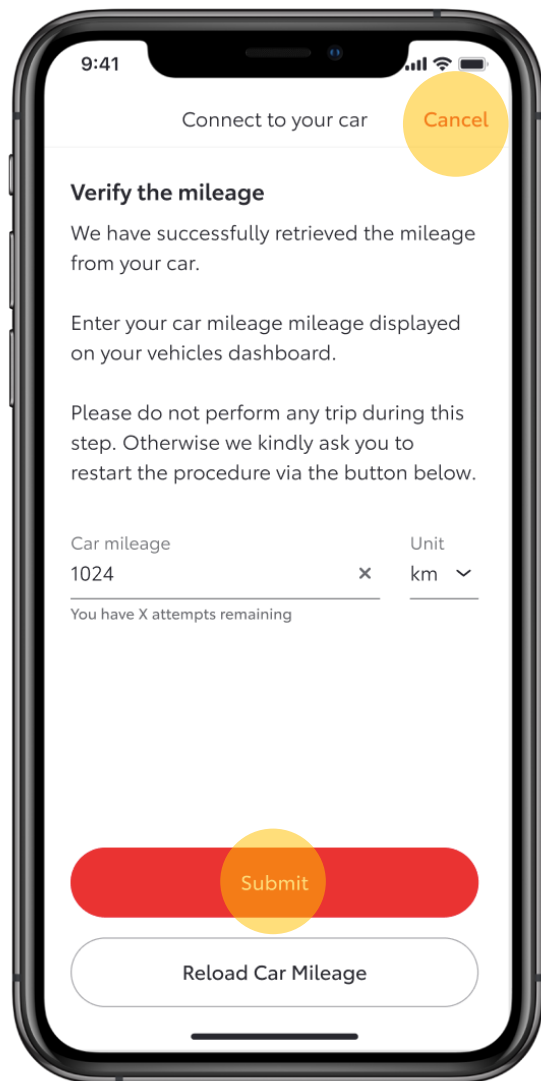 9:41
Connect to your car
Cancel
Verify the mileage
We have successfully retrieved the mileage
from your car.
Enter your car mileage mileage displayed
on your vehicles dashboard.
Please do not perform any trip during this
step. Otherwise we kindly ask you to
restart the procedure via the button below.
Car mileage
Unit
1024
km
You have X attempts remaining
Submit
Reload Car Mileage